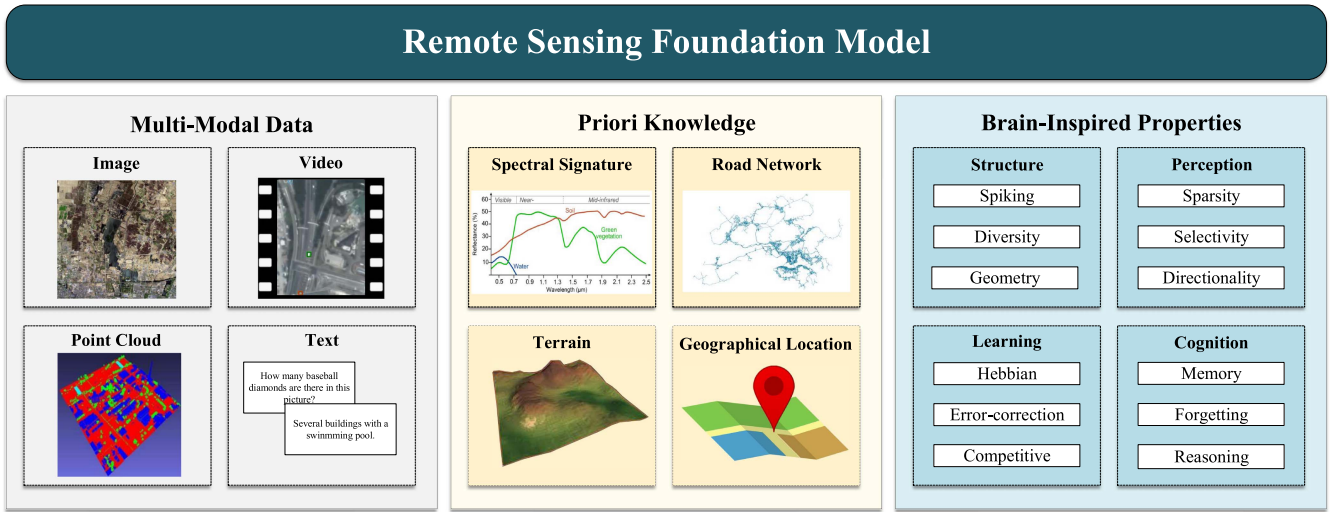 Remote Sensing Foundation Model
Multi-Modal Data
Image
Video
Point Cloud
Text
How many baseball
diamonds are there in this
picture?
Several buildings with a
swinmming pool.
Priori Knowledge
Spectral Signature
Visible
Near-
Mid-infrared
Reflectance (%)
60
50
40
30
20
10
Soil
Green
vegetation
Water
0.5 0.7 0.9 1.1 1.3 1.5 1.7 1.9 2.1 2.3 2.5
Wavelength (μm)
Road Network
Terrain
Geographical Location
Brain-Inspired Properties
Structure
Spiking
Diversity
Geometry
Perception
Sparsity
Selectivity
Directionality
Learning
Hebbian
Error-correction
Competitive
Cognition
Memory
Forgetting
Reasoning